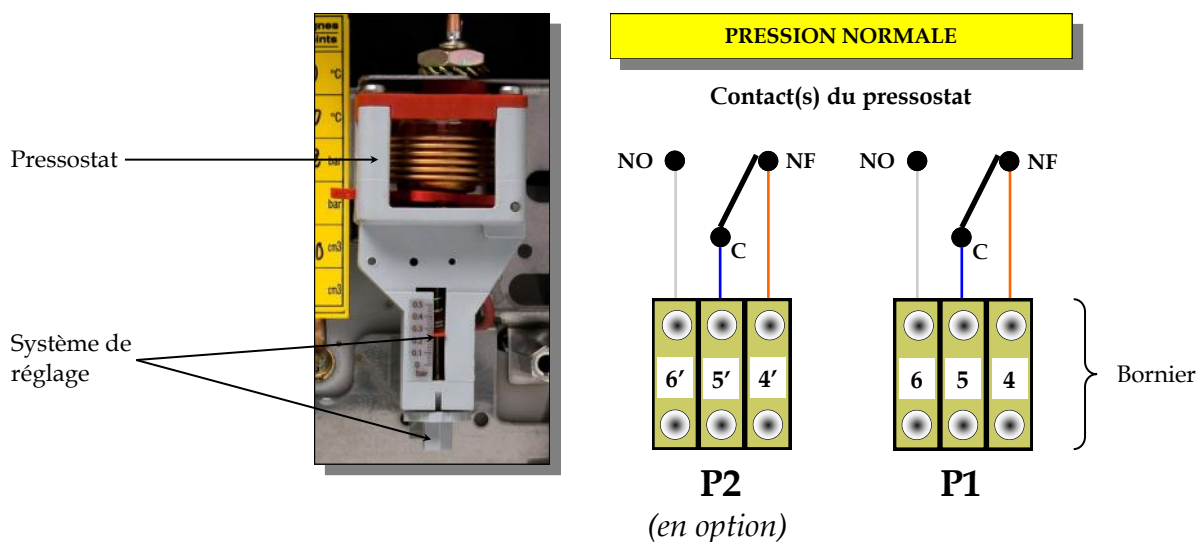 Pressostat
Système de
réglage
ignes
oints
°C
°C
bar
bar
cm3
cm3
0.5
0.4
0.3
0.2
0.1
0
bar
PRESSION NORMALE
Contact(s) du pressostat
NO
NF
C
NO
NF
C
6’ 5’ 4’
6 5 4
Bornier
P2
(en option)
P1